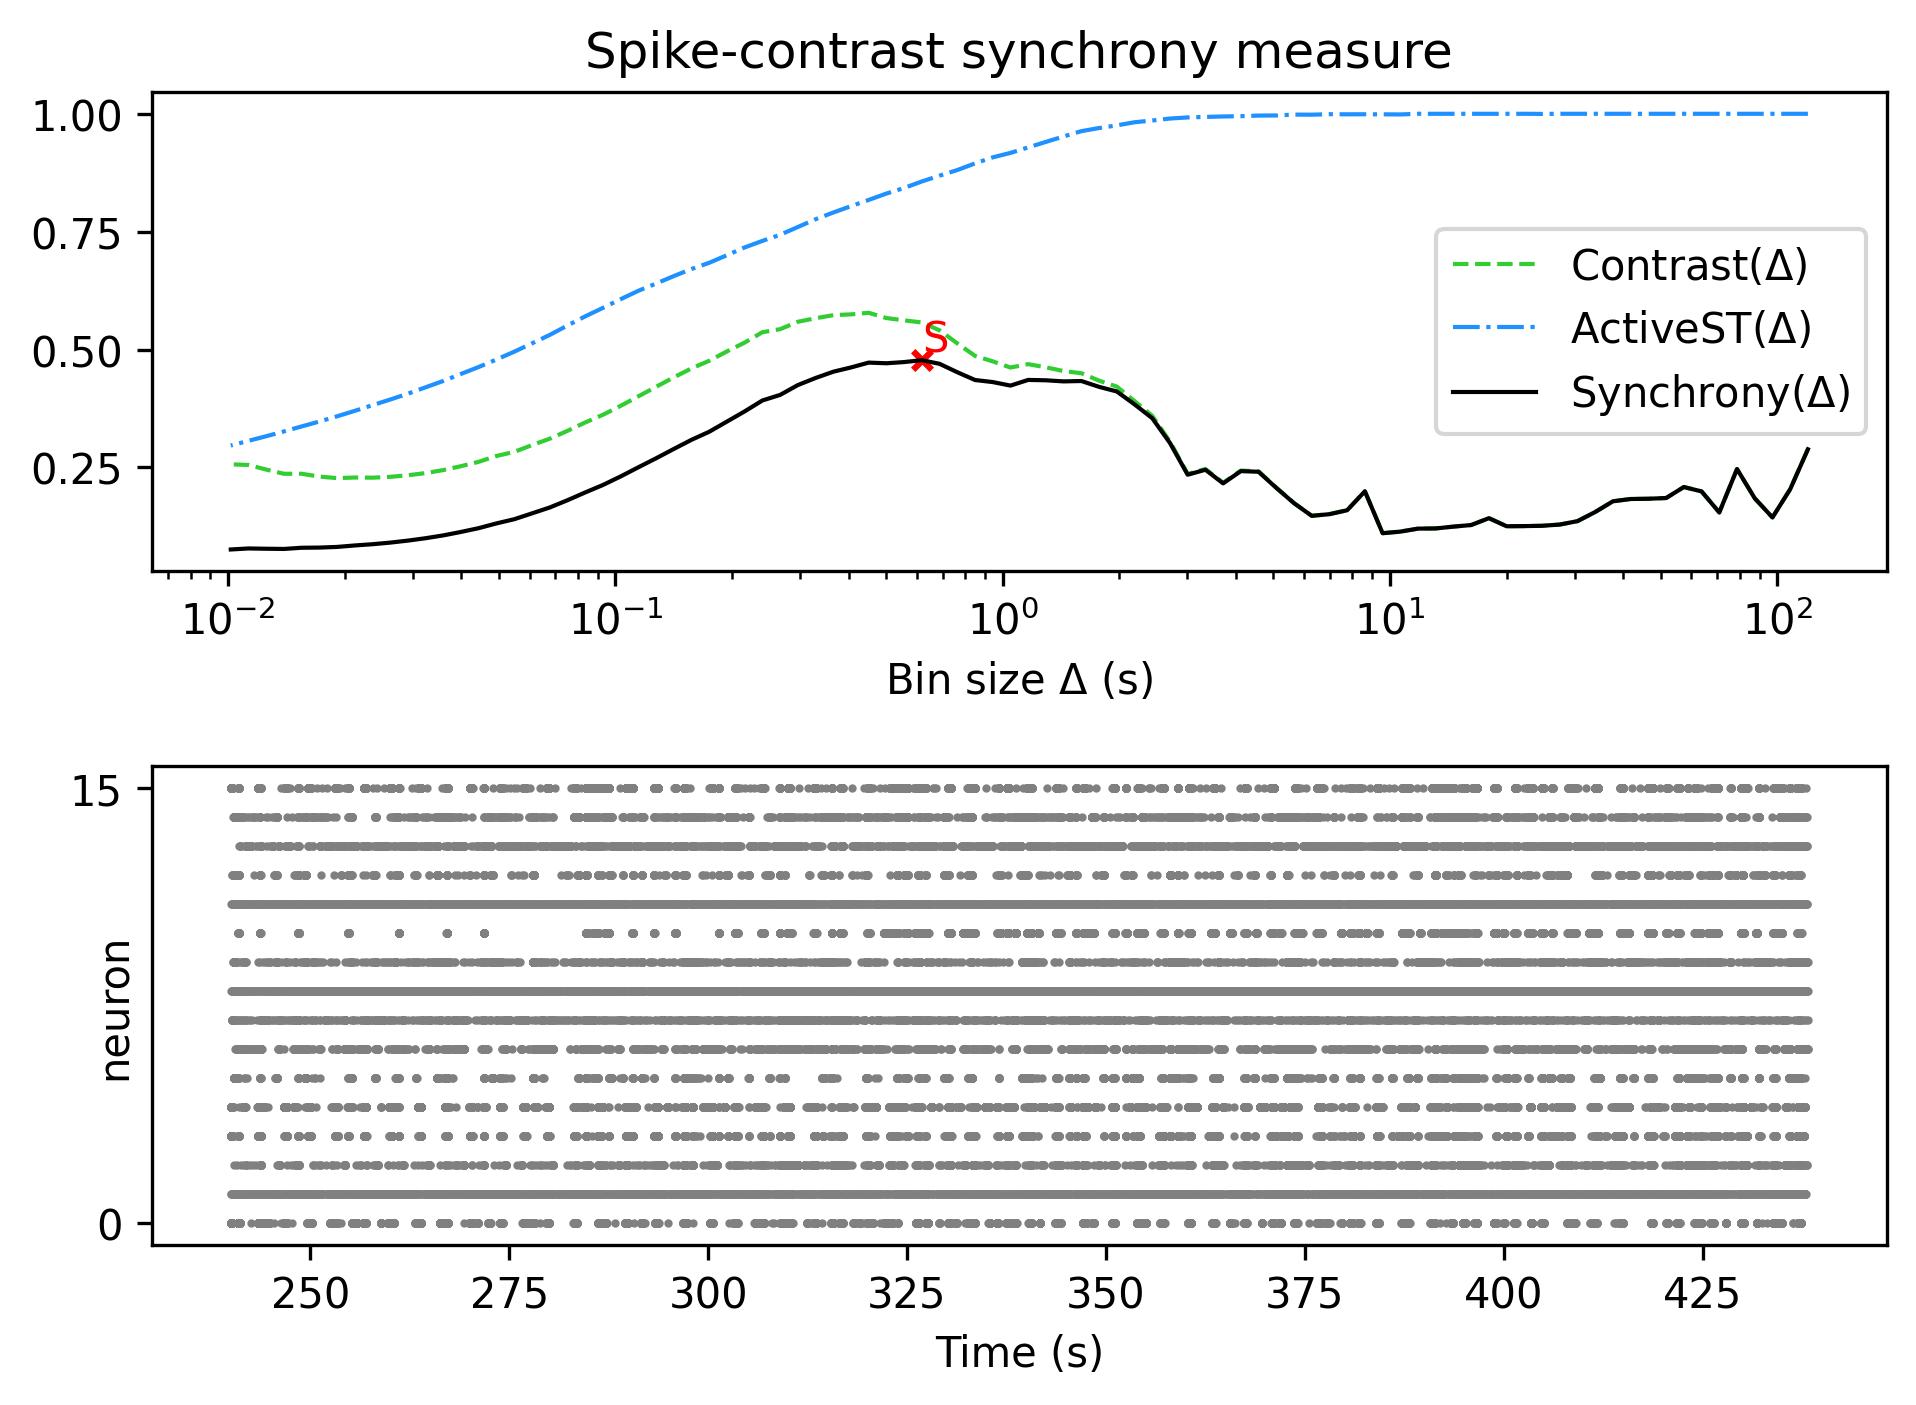 Spike-contrast synchrony measure
1.00
0.75
0.50
0.25
S
Contrast(Δ)
ActiveST(Δ)
Synchrony(Δ)
10⁻² 10⁻¹ 10⁰ 10¹ 10²
Bin size Δ (s)
15
neuron
0
250 275 300 325 350 375 400 425
Time (s)